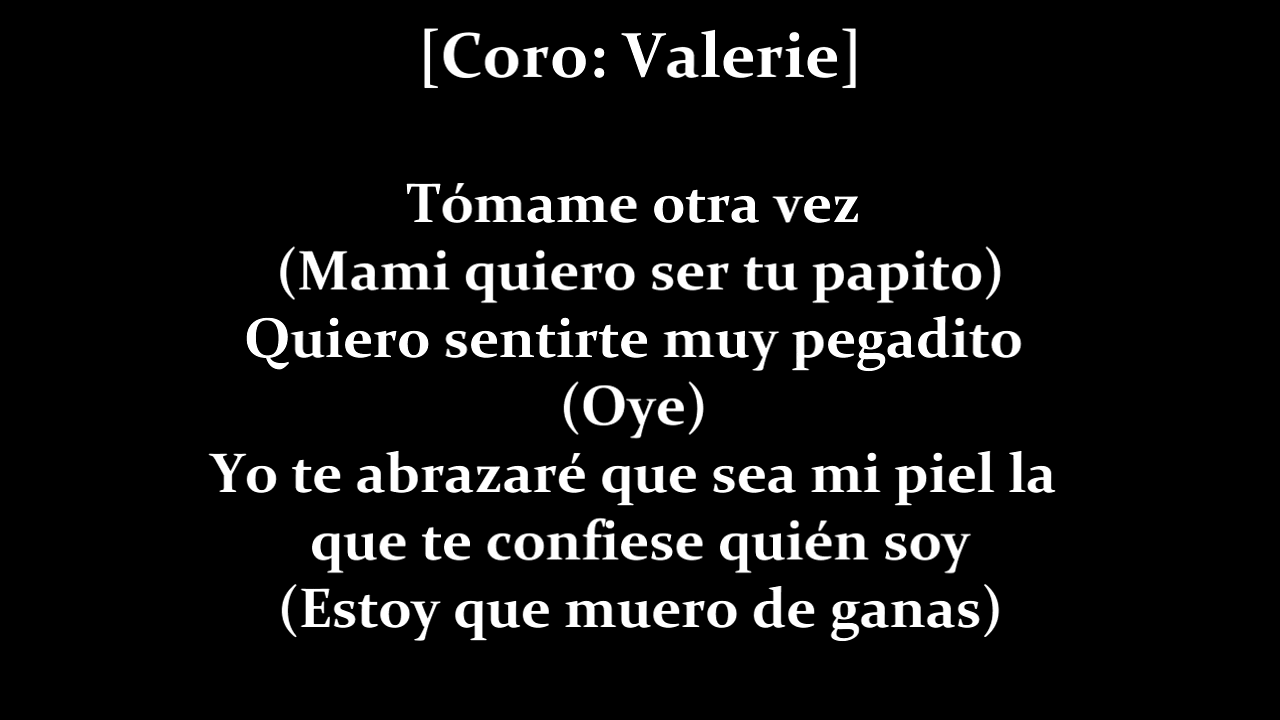 [Coro: Valerie]
Tómame otra vez
(Mami quiero ser tu papito)
Quiero sentirte muy pegadito
(Oye)
Yo te abrazaré que sea mi piel la
que te confiese quién soy
(Estoy que muero de ganas)